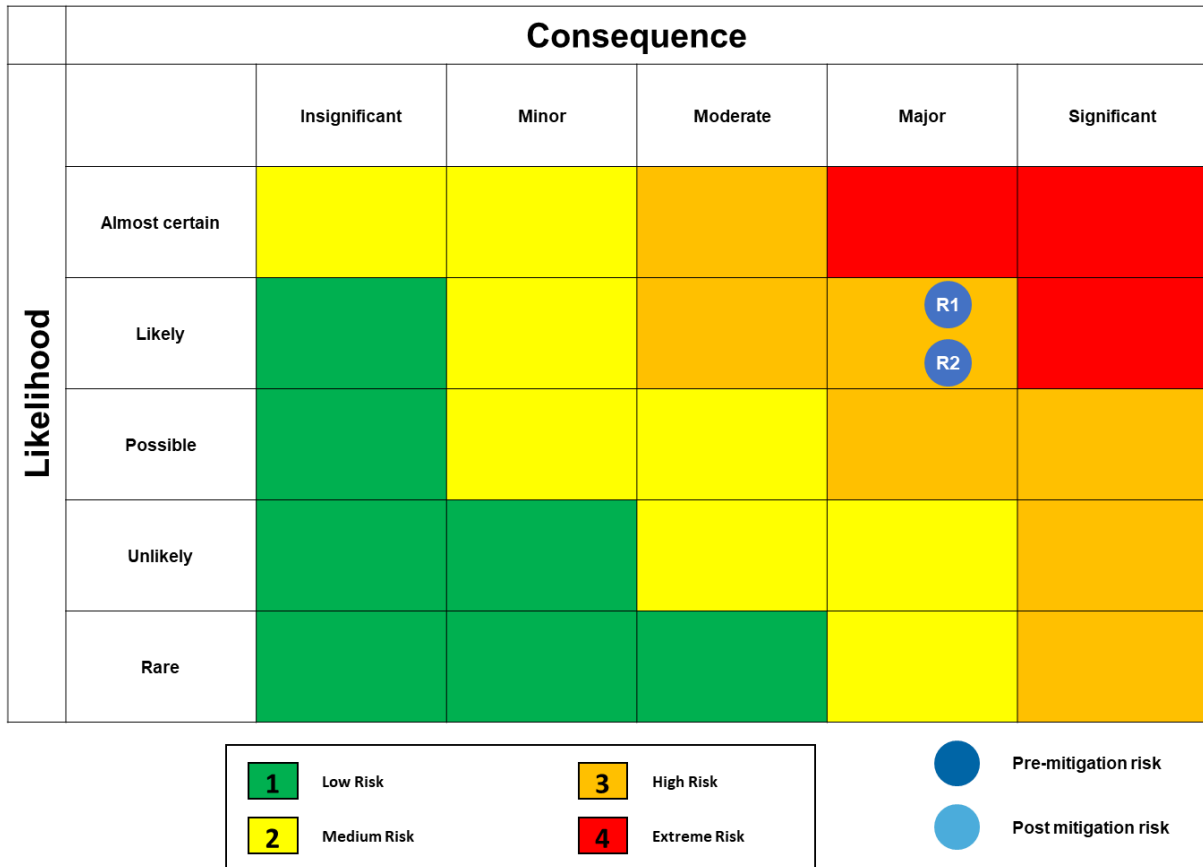 Consequence
Likelihood
Insignificant
Minor
Moderate
Major
Significant
Almost certain
Likely
R1
R2
Possible
Unlikely
Rare
1 Low Risk
3 High Risk
2 Medium Risk
4 Extreme Risk
Pre-mitigation risk
Post mitigation risk